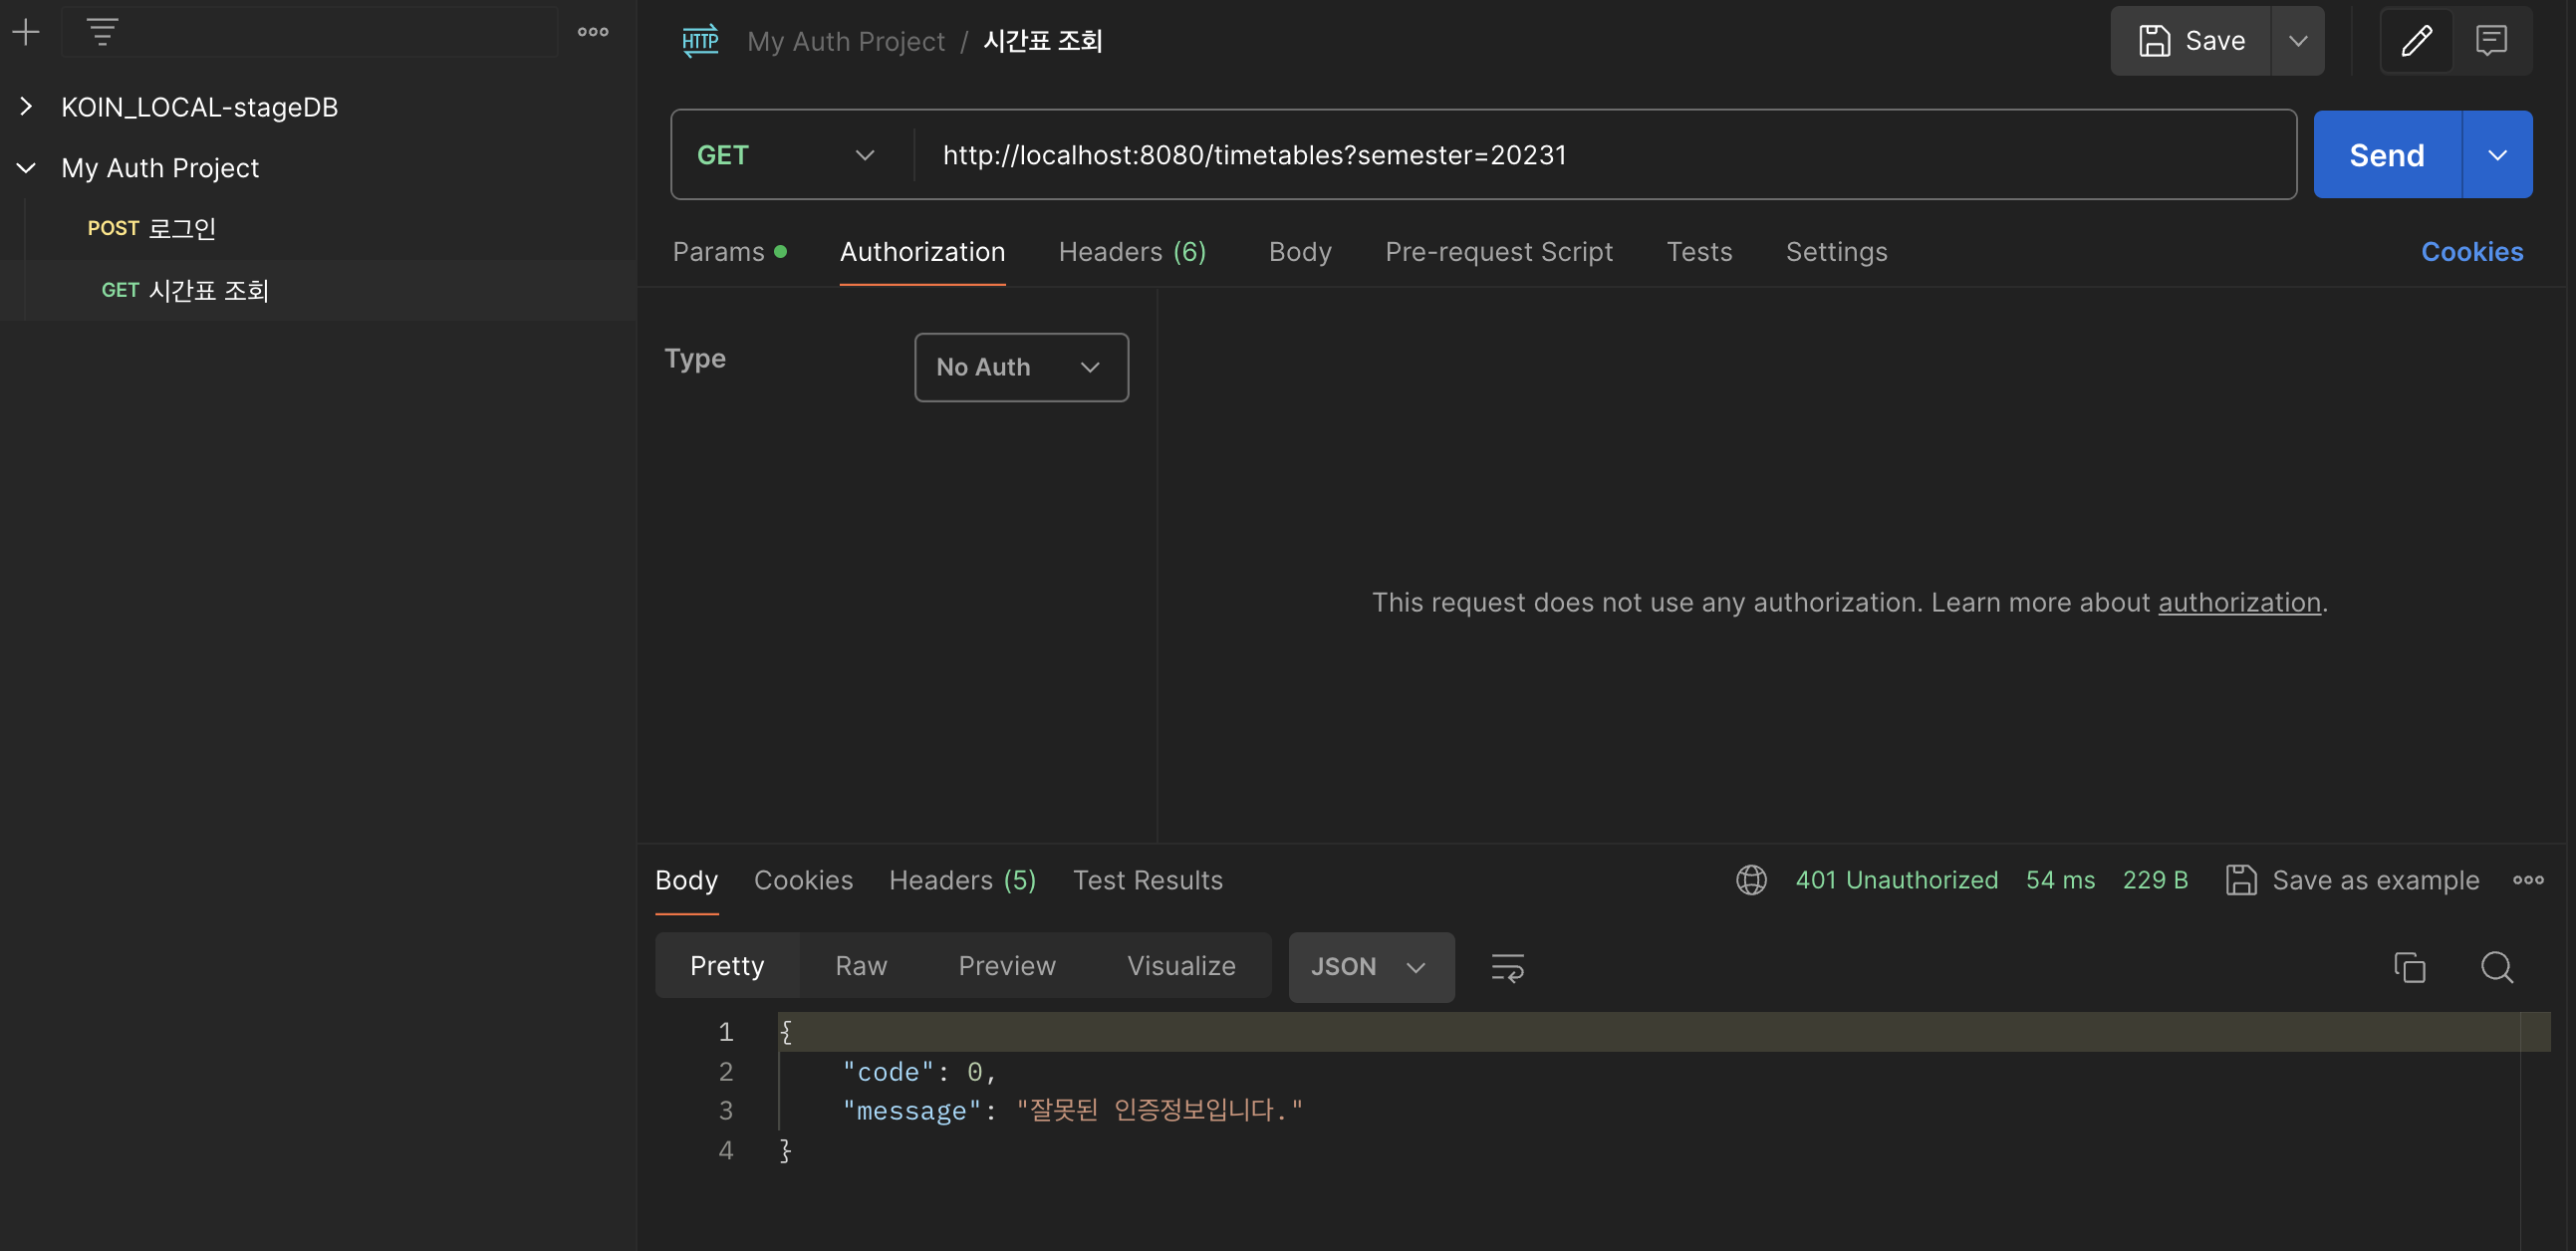 KOIN_LOCAL-stageDB
My Auth Project
POST 로그인
GET 시간표 조회
HTTP My Auth Project / 시간표 조회
Save
GET http://localhost:8080/timetables?semester=20231
Send
Params Authorization Headers (6) Body Pre-request Script Tests Settings Cookies
Type No Auth
This request does not use any authorization. Learn more about authorization.
Body Cookies Headers (5) Test Results 401 Unauthorized 54 ms 229 B Save as example
Pretty Raw Preview Visualize JSON
1 {
2 "code": 0,
3 "message": "잘못된 인증정보입니다."
4 }